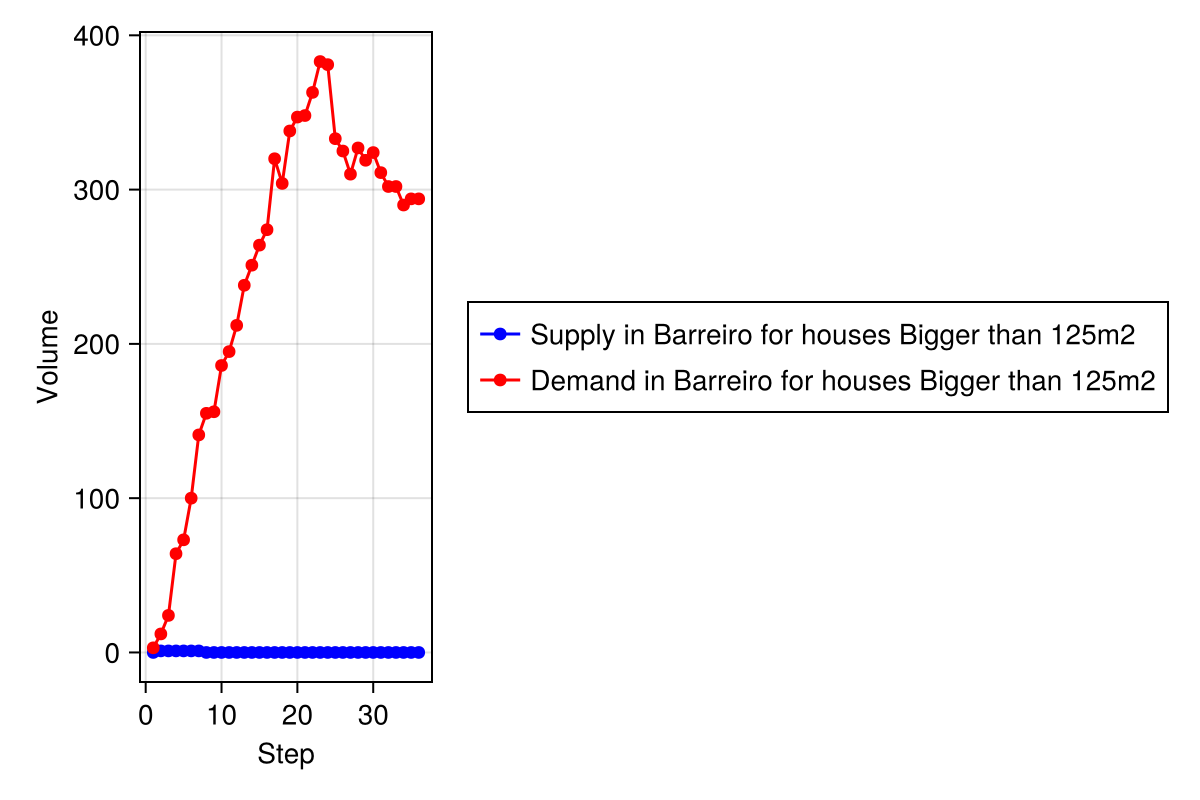 400
300
200
100
0
Volume
0 10 20 30
Step
Supply in Barreiro for houses Bigger than 125m2
Demand in Barreiro for houses Bigger than 125m2